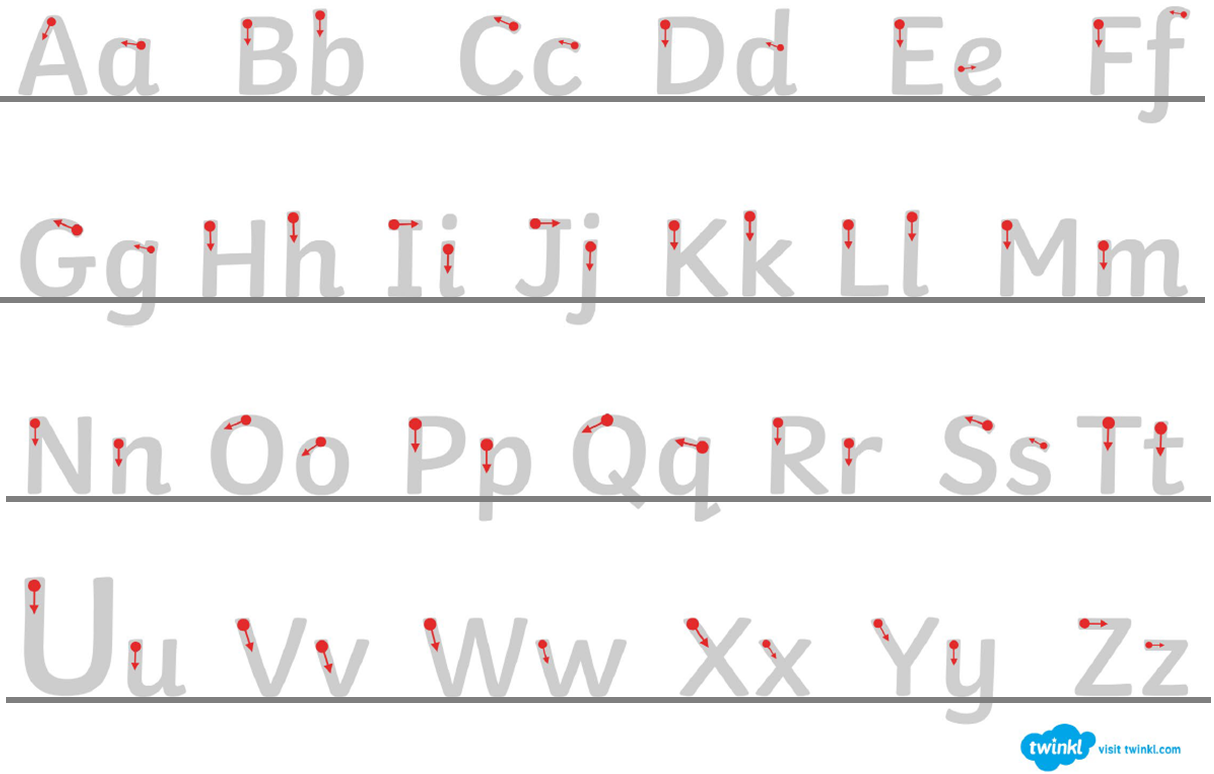 Aa Bb Cc Dd Ee Ff
Gg Hh Ii Jj Kk Ll Mm
Nn Oo Pp Qq Rr Ss Tt
Uu Vv Ww Xx Yy Zz
twinkl visit twinkl.com